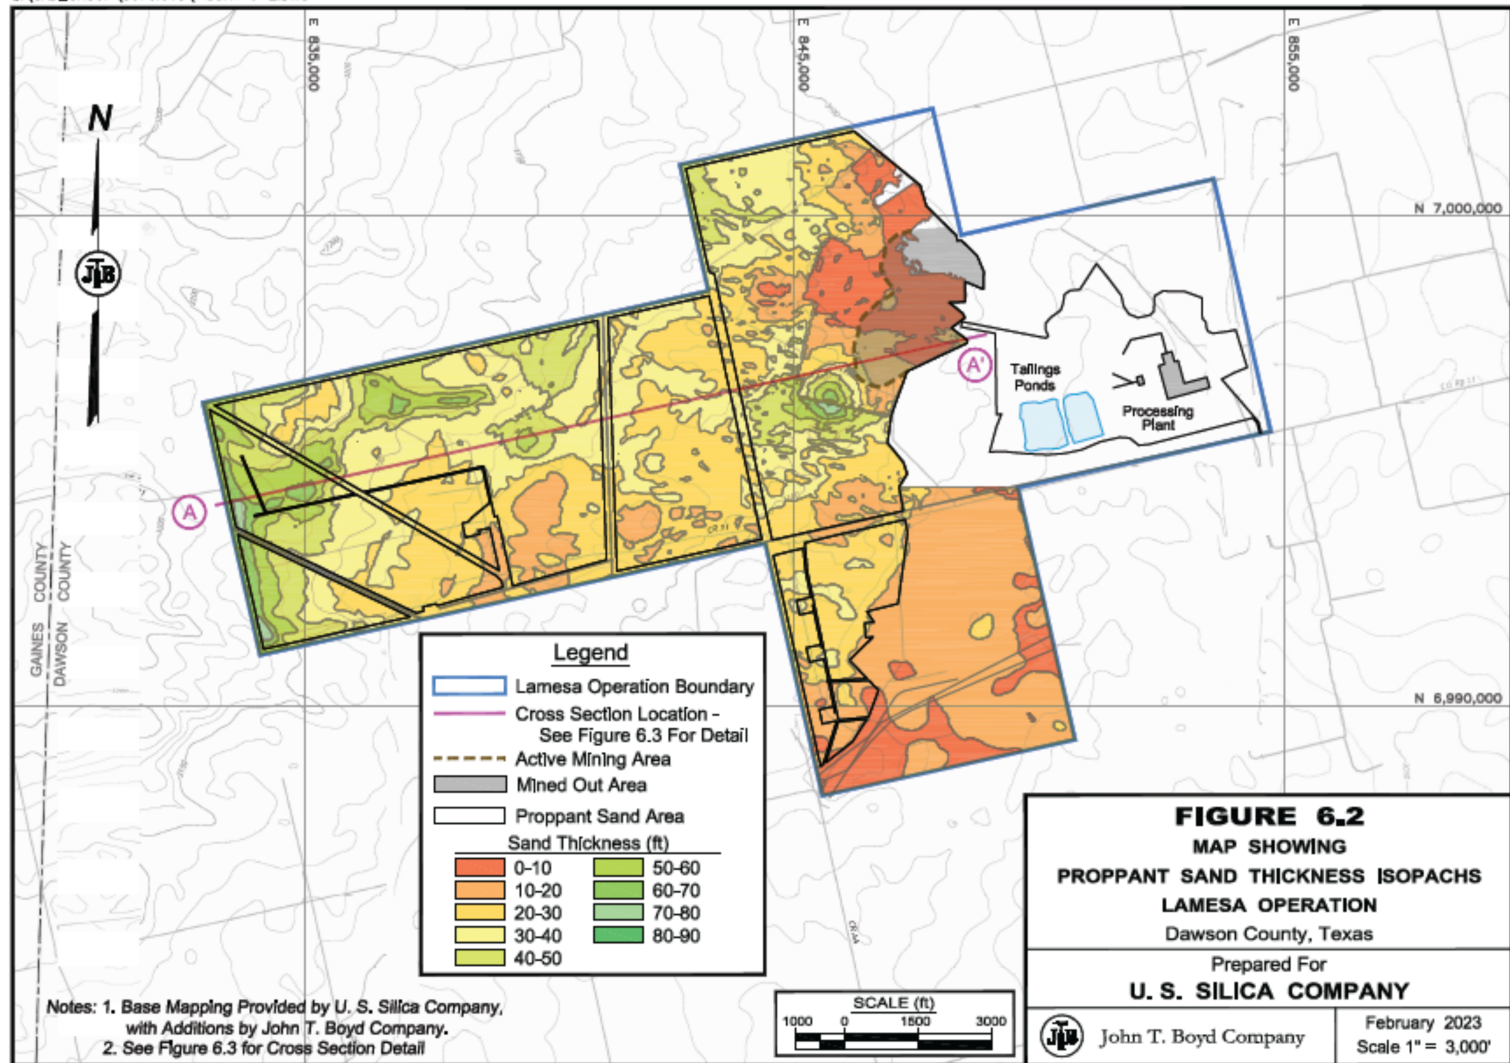 E 835,000
E 845,000
E 855,000
N
JTB
N 7,000,000
A'
Tailings
Ponds
Processing
Plant
A
CR 11
GAINES COUNTY
DAWSON COUNTY
N 6,990,000
Legend
Lamesa Operation Boundary
Cross Section Location -
See Figure 6.3 For Detail
Active Mining Area
Mined Out Area
Proppant Sand Area
Sand Thickness (ft)
0-10 50-60
10-20 60-70
20-30 70-80
30-40 80-90
40-50
CR AA
FIGURE 6.2
MAP SHOWING
PROPPANT SAND THICKNESS ISOPACHS
LAMESA OPERATION
Dawson County, Texas
Prepared For
U. S. SILICA COMPANY
JTB John T. Boyd Company
February 2023
Scale 1" = 3,000'
SCALE (ft)
1000 0 1500 3000
Notes: 1. Base Mapping Provided by U. S. Silica Company,
with Additions by John T. Boyd Company.
2. See Figure 6.3 for Cross Section Detail